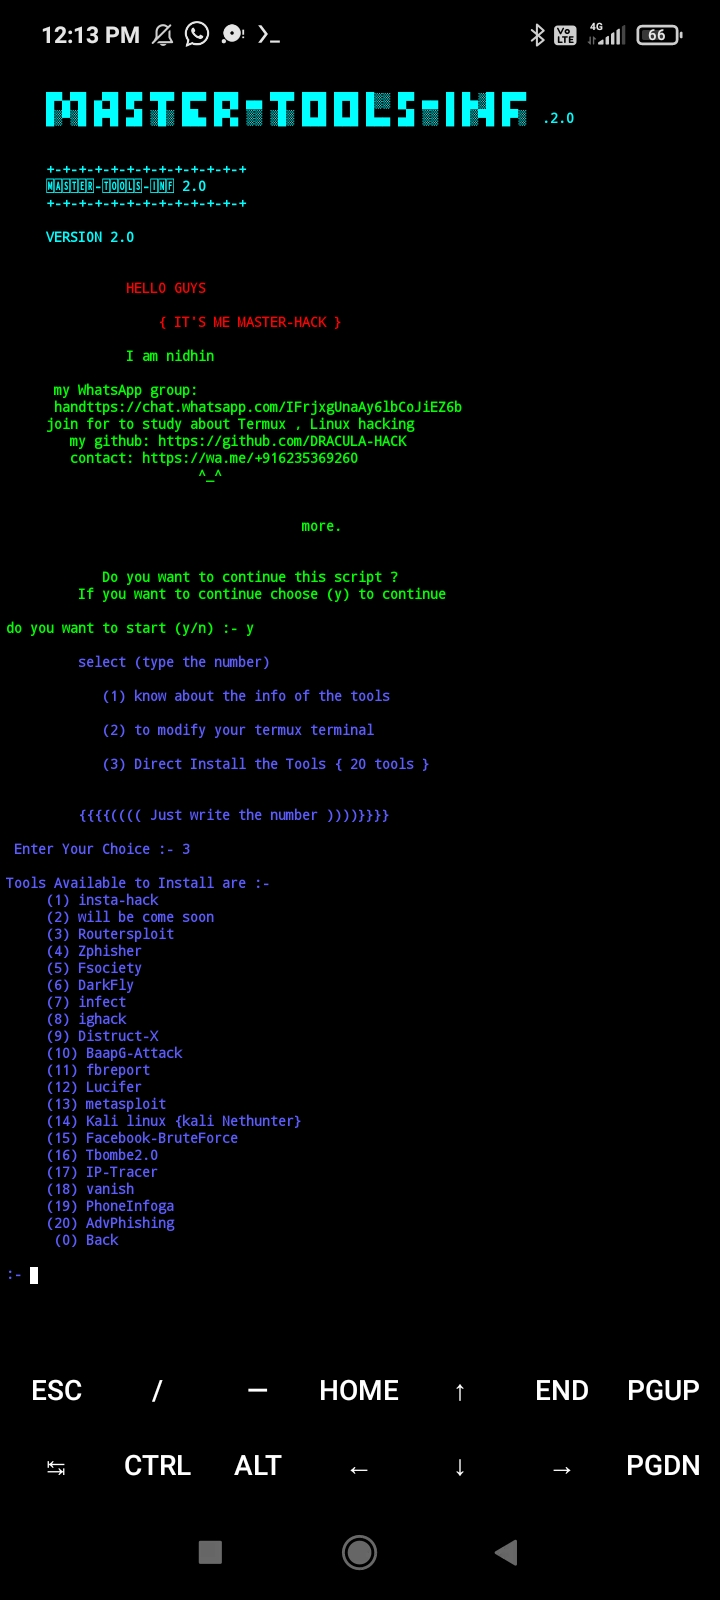 12:13 PM 4G Vo LTE 66
MASTER-TOOLS-INF .2.0
+-+-+-+-+-+-+-+-+-+-+-+-+
MASTER-TOOLS-INF 2.0
+-+-+-+-+-+-+-+-+-+-+-+-+
VERSION 2.0
HELLO GUYS
{ IT'S ME MASTER-HACK }
I am nidhin
my WhatsApp group:
handttps://chat.whatsapp.com/IFrjxgUnaAy6lbCoJiEZ6b
join for to study about Termux , Linux hacking
my github: https://github.com/DRACULA-HACK
contact: https://wa.me/+916235369260
^_^
more.
Do you want to continue this script ?
If you want to continue choose (y) to continue
do you want to start (y/n) :- y
select (type the number)
(1) know about the info of the tools
(2) to modify your termux terminal
(3) Direct Install the Tools { 20 tools }
{{{{(((( Just write the number ))))}}}}
Enter Your Choice :- 3
Tools Available to Install are :-
(1) insta-hack
(2) will be come soon
(3) Routersploit
(4) Zphisher
(5) Fsociety
(6) DarkFly
(7) infect
(8) ighack
(9) Distruct-X
(10) BaapG-Attack
(11) fbreport
(12) Lucifer
(13) metasploit
(14) Kali linux {kali Nethunter}
(15) Facebook-BruteForce
(16) Tbombe2.0
(17) IP-Tracer
(18) vanish
(19) PhoneInfoga
(20) AdvPhishing
(0) Back
:-
ESC / — HOME ↑ END PGUP
↹ CTRL ALT ← ↓ → PGDN